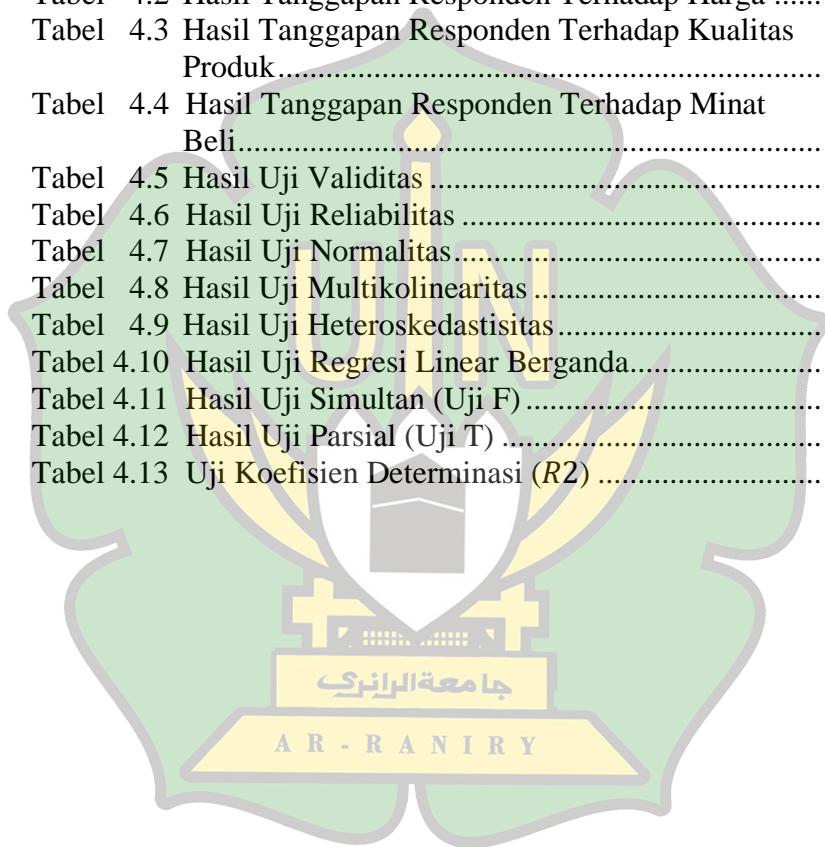 Tabel 4.2 Hasil Tanggapan Responden Terhadap Harga ......
Tabel 4.3 Hasil Tanggapan Responden Terhadap Kualitas
Produk............................................................
Tabel 4.4 Hasil Tanggapan Responden Terhadap Minat
Beli..................................................................
Tabel 4.5 Hasil Uji Validitas ...........................................
Tabel 4.6 Hasil Uji Reliabilitas .......................................
Tabel 4.7 Hasil Uji Normalitas........................................
Tabel 4.8 Hasil Uji Multikolinearitas ..............................
Tabel 4.9 Hasil Uji Heteroskedastisitas...........................
Tabel 4.10 Hasil Uji Regresi Linear Berganda....................
Tabel 4.11 Hasil Uji Simultan (Uji F) ................................
Tabel 4.12 Hasil Uji Parsial (Uji T) ...................................
Tabel 4.13 Uji Koefisien Determinasi (R2) .......................
UIN
جامعةالرانري
AR-RANIRY